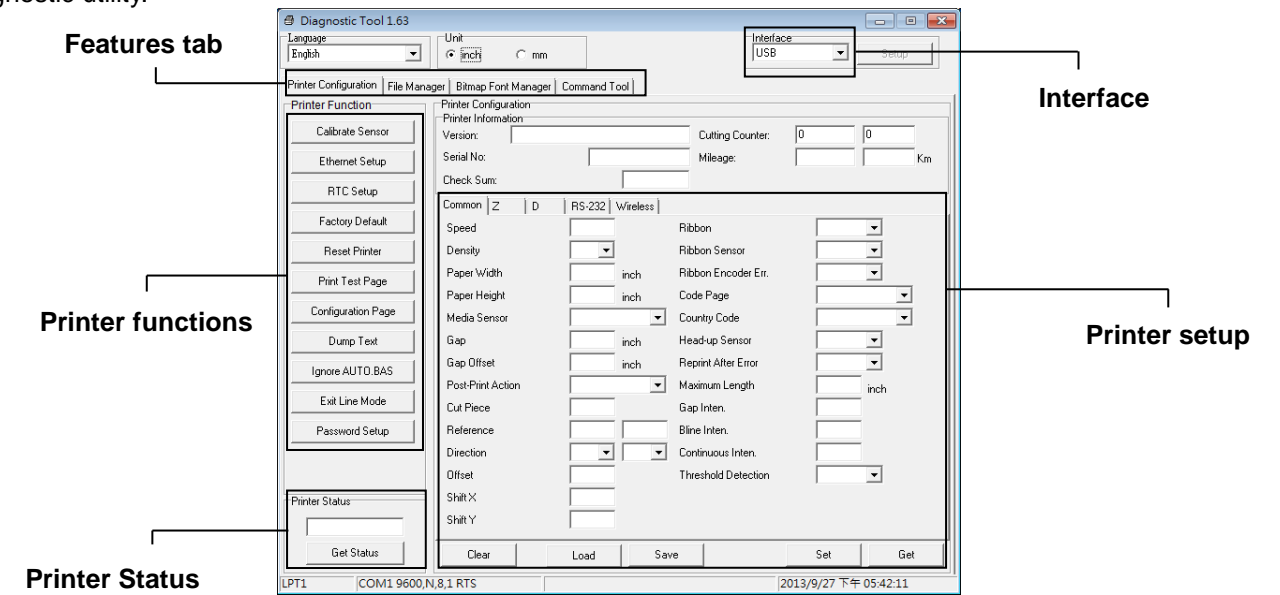 gnostic utility.
Diagnostic Tool 1.63
Features tab
Language
English
Unit
inch mm
Interface
USB
Setup
Interface
Printer Configuration File Manager Bitmap Font Manager Command Tool
Printer Function
Calibrate Sensor
Ethernet Setup
RTC Setup
Factory Default
Reset Printer
Print Test Page
Configuration Page
Dump Text
Ignore AUTO.BAS
Exit Line Mode
Password Setup
Printer functions
Printer Configuration
Printer Information
Version: Cutting Counter: 0 0
Serial No: Mileage: Km
Check Sum:
Common Z D RS-232 Wireless
Speed Ribbon
Density Ribbon Sensor
Paper Width inch Ribbon Encoder Err.
Paper Height inch Code Page
Media Sensor Country Code
Gap inch Head-up Sensor
Gap Offset inch Reprint After Error
Post-Print Action Maximum Length inch
Cut Piece Gap Inten.
Reference Bline Inten.
Direction Continuous Inten.
Offset Threshold Detection
Shift X
Shift Y
Printer setup
Printer Status
Get Status
Printer Status
Clear Load Save Set Get
LPT1 COM1 9600,N,8,1 RTS 2013/9/27 下午 05:42:11